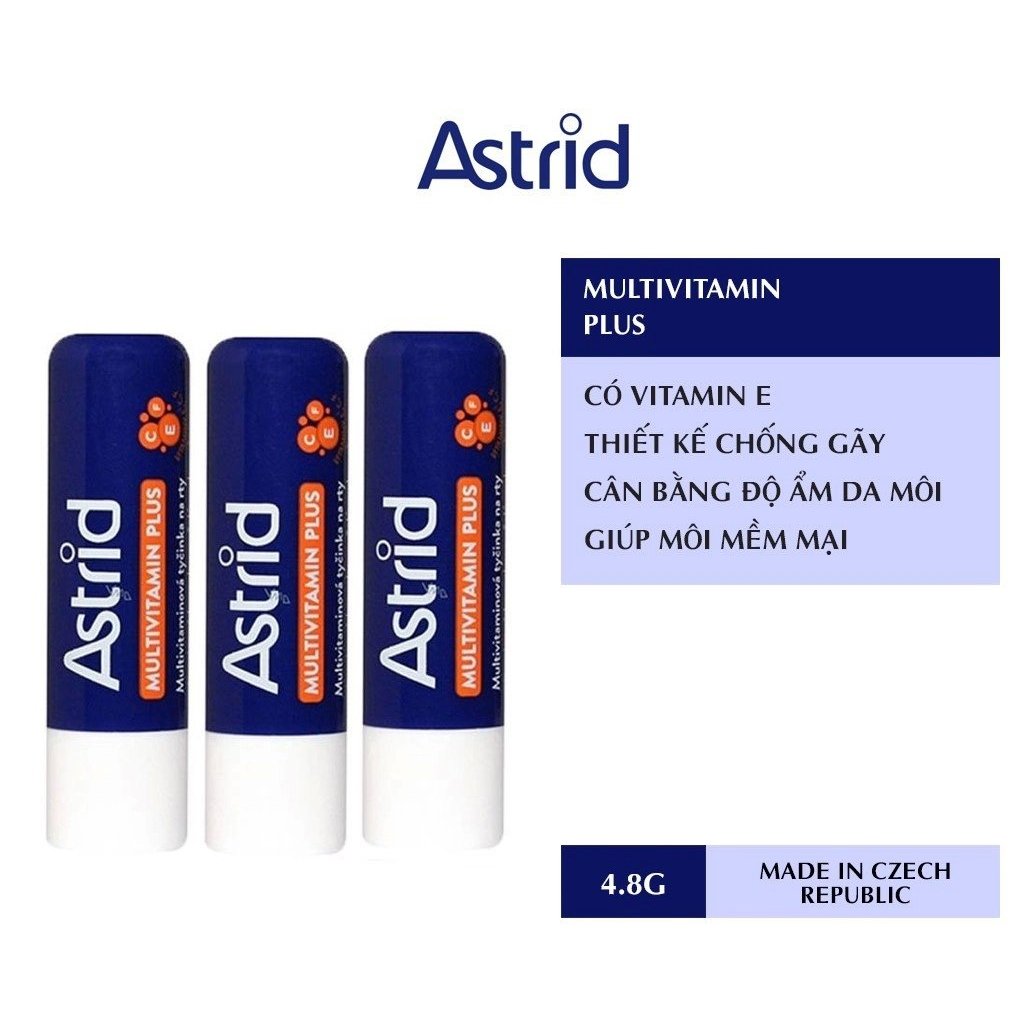 Astrid
MULTIVITAMIN
PLUS
CÓ VITAMIN E
THIẾT KẾ CHỐNG GÃY
CÂN BẰNG ĐỘ ẨM DA MÔI
GIÚP MÔI MỀM MẠI
4.8G
MADE IN CZECH
REPUBLIC
Astrid
MULTIVITAMIN PLUS
Multivitaminová tyčinka na rty
C F E
Astrid
MULTIVITAMIN PLUS
Multivitaminová tyčinka na rty
C F E
Astrid
MULTIVITAMIN PLUS
Multivitaminová tyčinka na rty
C F E